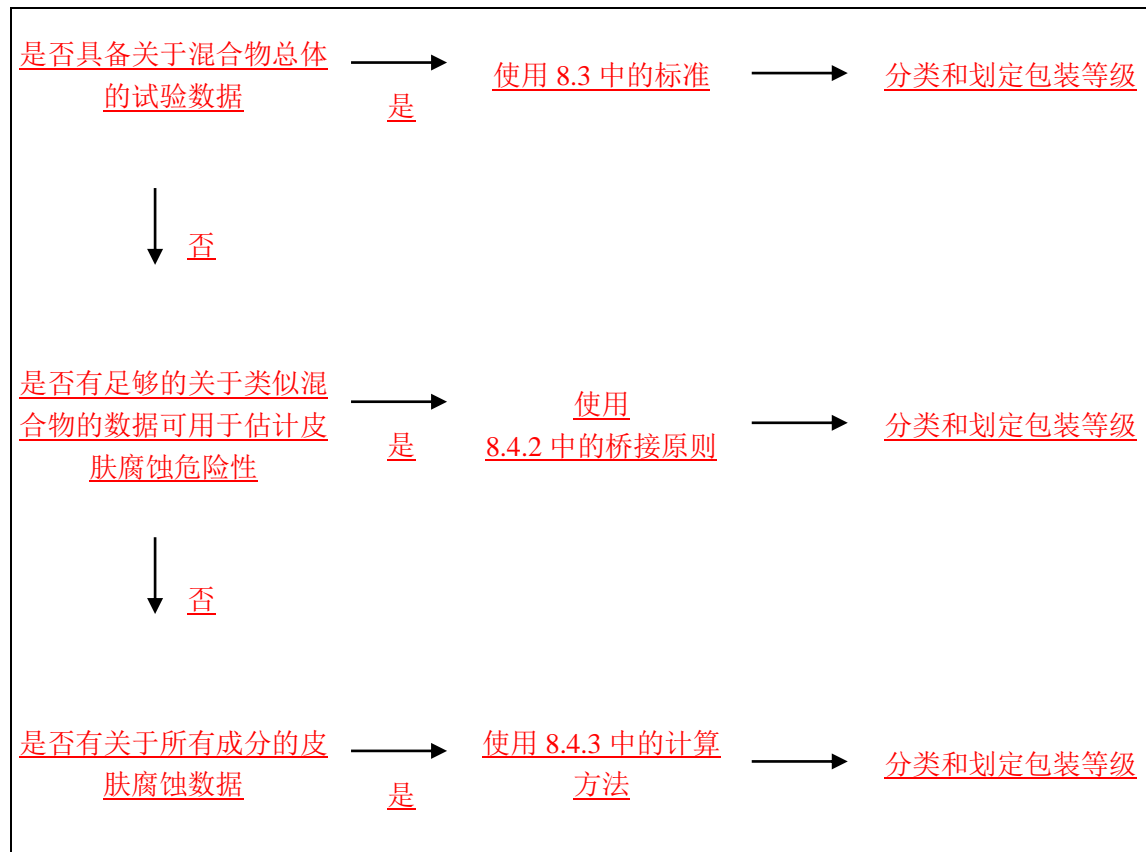 是否具备关于混合物总体
的试验数据
是
使用 8.3 中的标准
分类和划定包装等级
否
是否有足够的关于类似混
合物的数据可用于估计皮
肤腐蚀危险性
是
使用
8.4.2 中的桥接原则
分类和划定包装等级
否
是否有关于所有成分的皮
肤腐蚀数据
是
使用 8.4.3 中的计算
方法
分类和划定包装等级